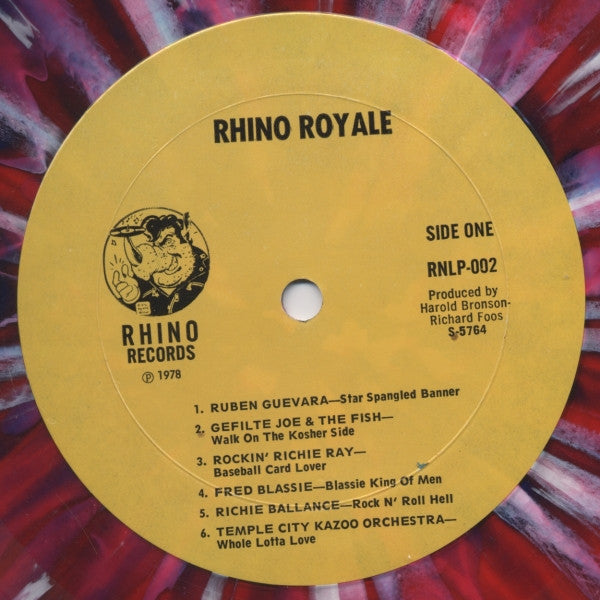 RHINO ROYALE
SIDE ONE
RNLP-002
Produced by
Harold Bronson-
Richard Foos
S-5764
RHINO
RECORDS
℗ 1978
1. RUBEN GUEVARA—Star Spangled Banner
2. GEFILTE JOE & THE FISH—
Walk On The Kosher Side
3. ROCKIN' RICHIE RAY—
Baseball Card Lover
4. FRED BLASSIE—Blassie King Of Men
5. RICHIE BALLANCE—Rock N' Roll Hell
6. TEMPLE CITY KAZOO ORCHESTRA—
Whole Lotta Love